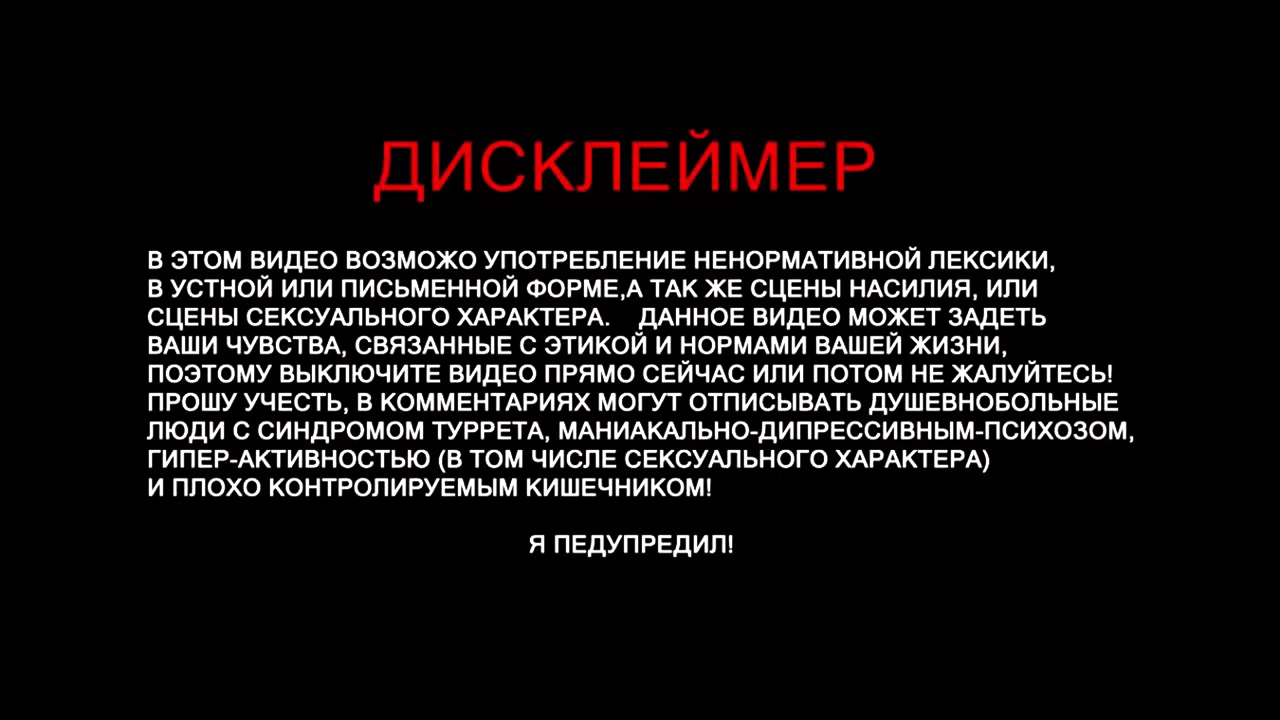 ДИСКЛЕЙМЕР
В ЭТОМ ВИДЕО ВОЗМОЖО УПОТРЕБЛЕНИЕ НЕНОРМАТИВНОЙ ЛЕКСИКИ,
В УСТНОЙ ИЛИ ПИСЬМЕННОЙ ФОРМЕ,А ТАК ЖЕ СЦЕНЫ НАСИЛИЯ, ИЛИ
СЦЕНЫ СЕКСУАЛЬНОГО ХАРАКТЕРА. ДАННОЕ ВИДЕО МОЖЕТ ЗАДЕТЬ
ВАШИ ЧУВСТВА, СВЯЗАННЫЕ С ЭТИКОЙ И НОРМАМИ ВАШЕЙ ЖИЗНИ,
ПОЭТОМУ ВЫКЛЮЧИТЕ ВИДЕО ПРЯМО СЕЙЧАС ИЛИ ПОТОМ НЕ ЖАЛУЙТЕСЬ!
ПРОШУ УЧЕСТЬ, В КОММЕНТАРИЯХ МОГУТ ОТПИСЫВАТЬ ДУШЕВНОБОЛЬНЫЕ
ЛЮДИ С СИНДРОМОМ ТУРРЕТА, МАНИАКАЛЬНО-ДИПРЕССИВНЫМ-ПСИХОЗОМ,
ГИПЕР-АКТИВНОСТЬЮ (В ТОМ ЧИСЛЕ СЕКСУАЛЬНОГО ХАРАКТЕРА)
И ПЛОХО КОНТРОЛИРУЕМЫМ КИШЕЧНИКОМ!
Я ПЕДУПРЕДИЛ!